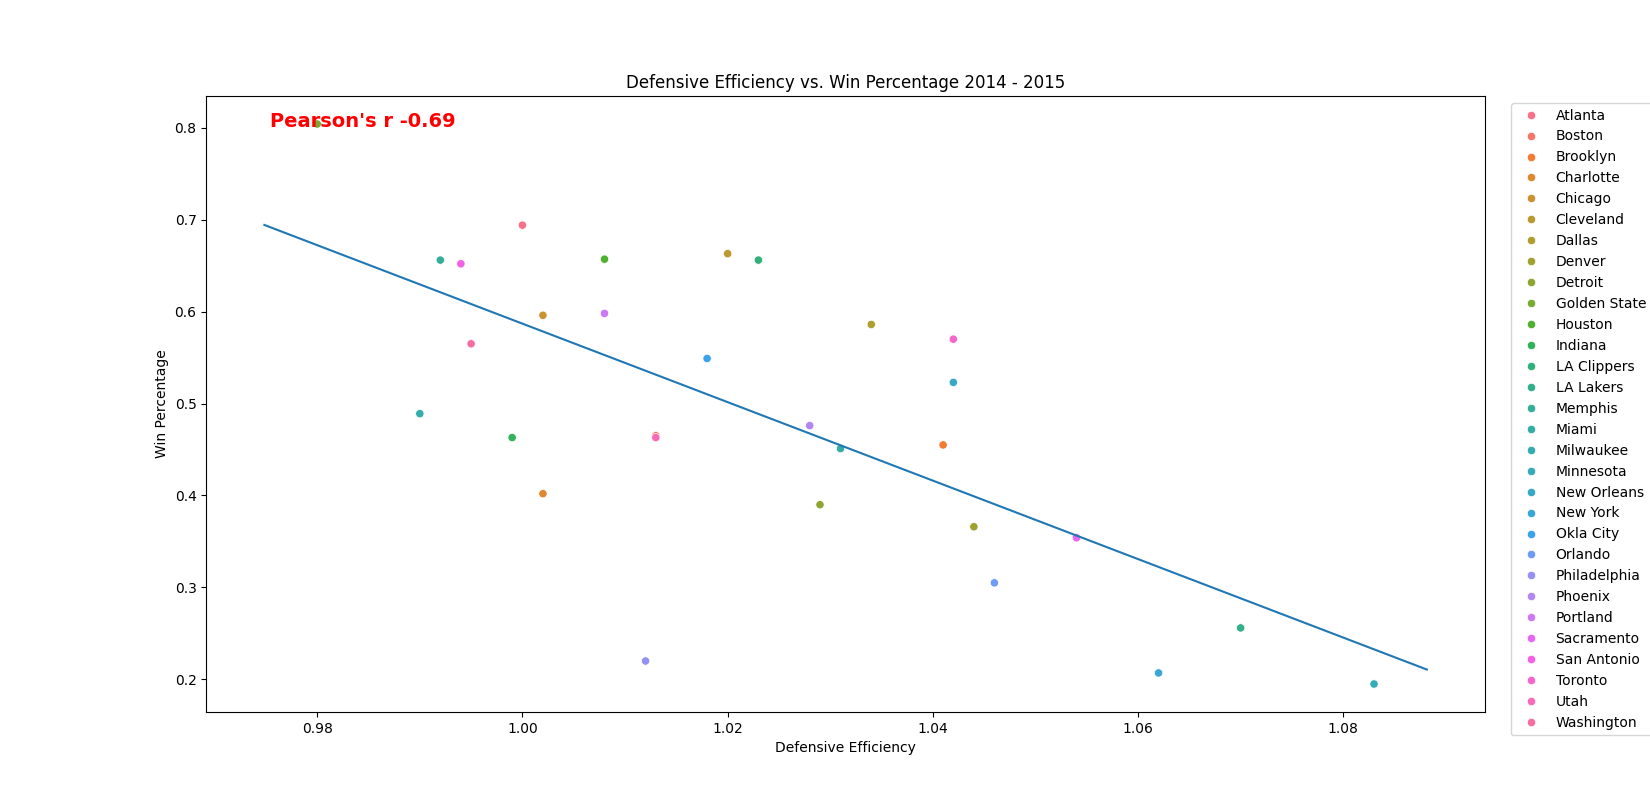 Defensive Efficiency vs. Win Percentage 2014 - 2015
Pearson's r -0.69
Win Percentage
0.8
0.7
0.6
0.5
0.4
0.3
0.2
0.98
1.00
1.02
1.04
1.06
1.08
Defensive Efficiency
Atlanta
Boston
Brooklyn
Charlotte
Chicago
Cleveland
Dallas
Denver
Detroit
Golden State
Houston
Indiana
LA Clippers
LA Lakers
Memphis
Miami
Milwaukee
Minnesota
New Orleans
New York
Okla City
Orlando
Philadelphia
Phoenix
Portland
Sacramento
San Antonio
Toronto
Utah
Washington